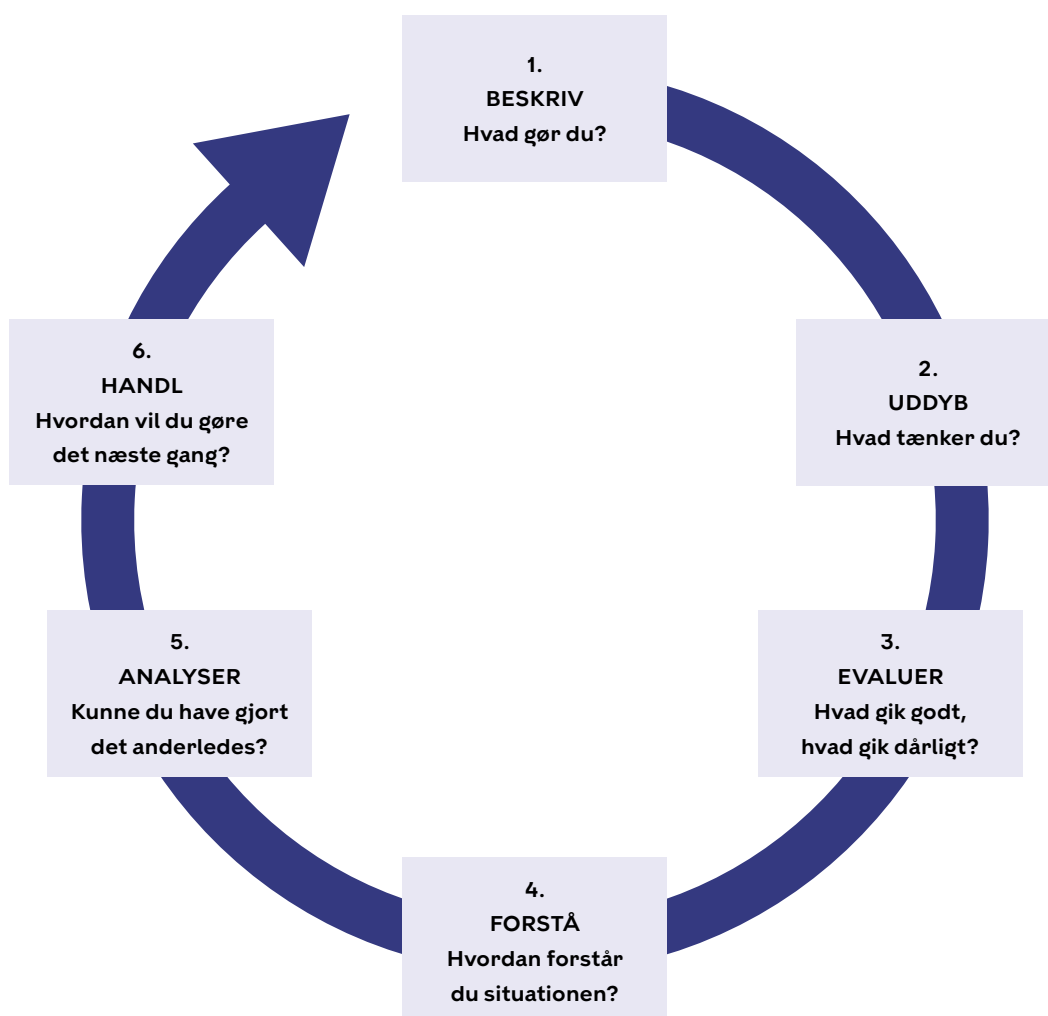 1.
BESKRIV
Hvad gør du?
2.
UDDYB
Hvad tænker du?
3.
EVALUER
Hvad gik godt,
hvad gik dårligt?
4.
FORSTÅ
Hvordan forstår
du situationen?
5.
ANALYSER
Kunne du have gjort
det anderledes?
6.
HANDL
Hvordan vil du gøre
det næste gang?